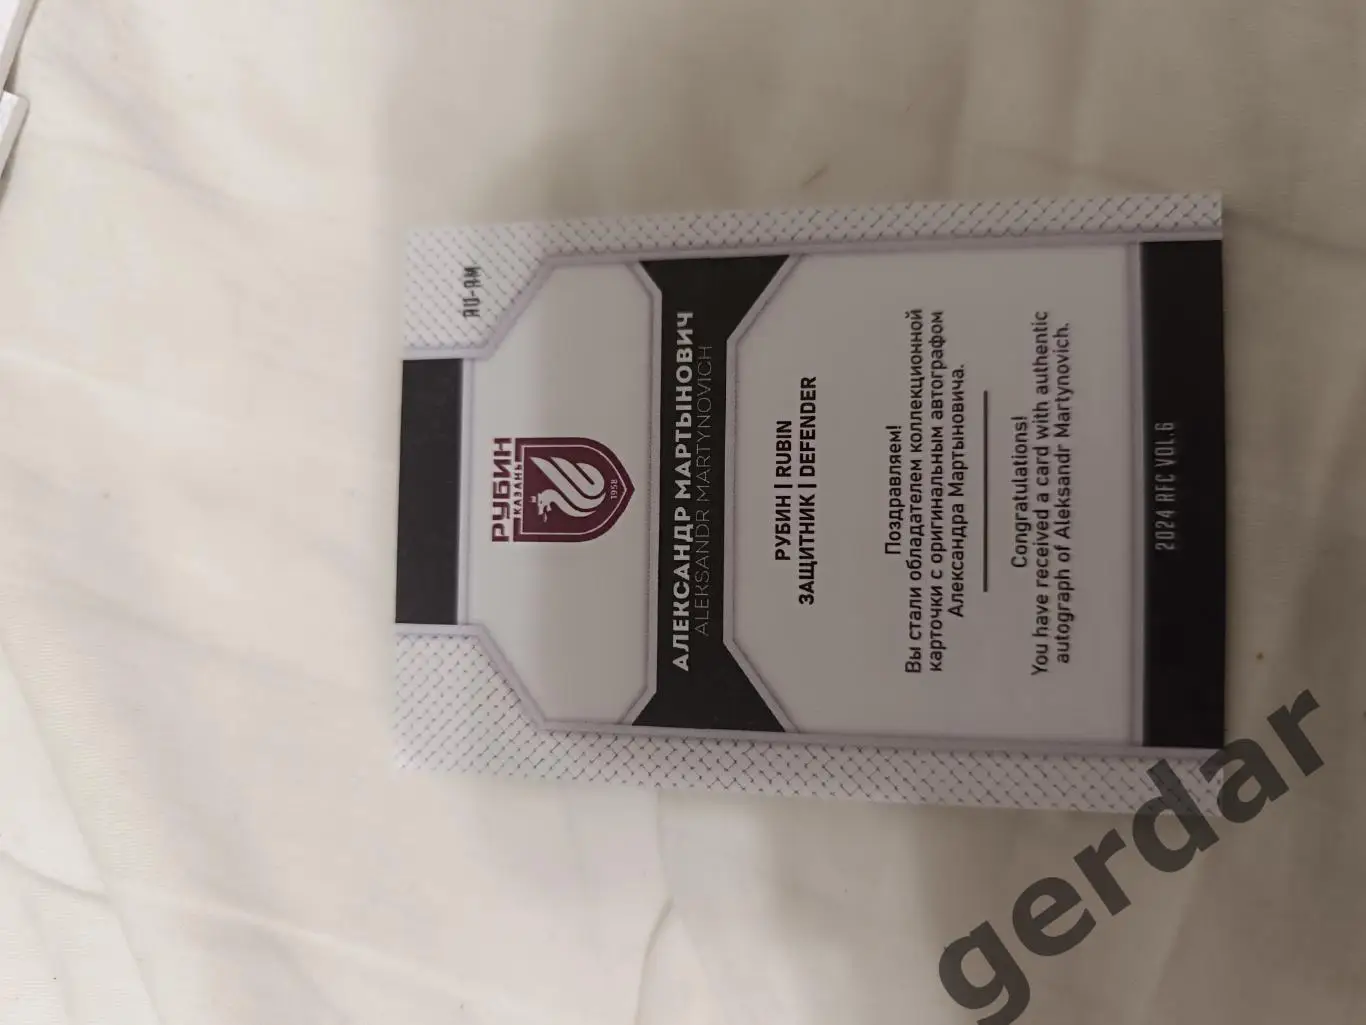 AU-AM
РУБИН
КАЗАНЬ
1958
АЛЕКСАНДР МАРТЫНОВИЧ
ALEKSANDR MARTYNOVICH
РУБИН | RUBIN
ЗАЩИТНИК | DEFENDER
Поздравляем!
Вы стали обладателем коллекционной
карточки с оригинальным автографом
Александра Мартыновича.
Congratulations!
You have received a card with authentic
autograph of Aleksandr Martynovich.
2024 RFC VOL.6
gerdar